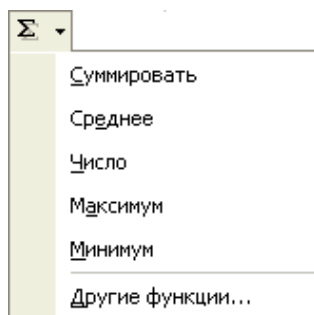 Σ
Суммировать
Среднее
Число
Максимум
Минимум
Другие функции...